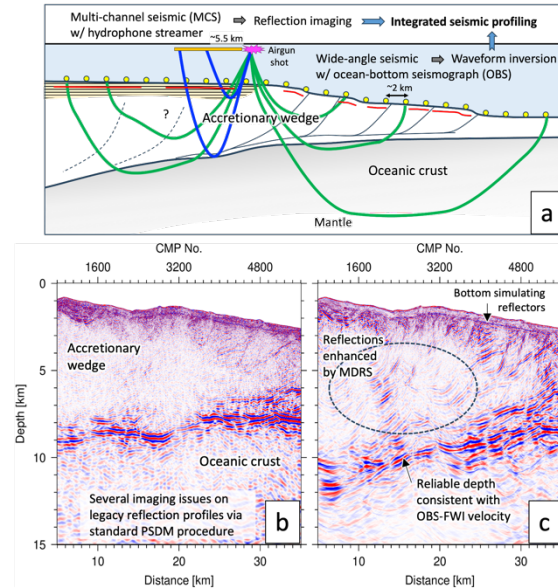 Multi-channel seismic (MCS)
w/ hydrophone streamer
Reflection imaging
Integrated seismic profiling
~5.5 km
Airgun
shot
Wide-angle seismic
w/ ocean-bottom seismograph (OBS)
Waveform inversion
~2 km
?
Accretionary wedge
Oceanic crust
Mantle
a
CMP No.
1600 3200 4800
Depth [km]
0
5
10
15
Accretionary
wedge
Oceanic crust
Several imaging issues on
legacy reflection profiles via
standard PSDM procedure
b
0 10 20 30
Distance [km]
CMP No.
1600 3200 4800
Bottom simulating
reflectors
Reflections
enhanced
by MDRS
Reliable depth
consistent with
OBS-FWI velocity
c
10 20 30
Distance [km]